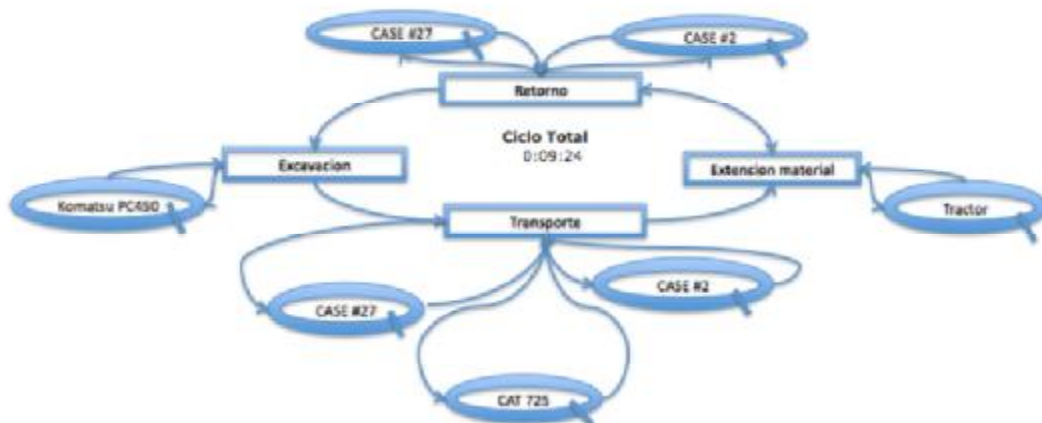 CASE #27
CASE #2
Retorno
Ciclo Total
0:09:24
Excavacion
Extencion material
Komatsu PC450
Tractor
Transporte
CASE #27
CASE #2
CAT 725